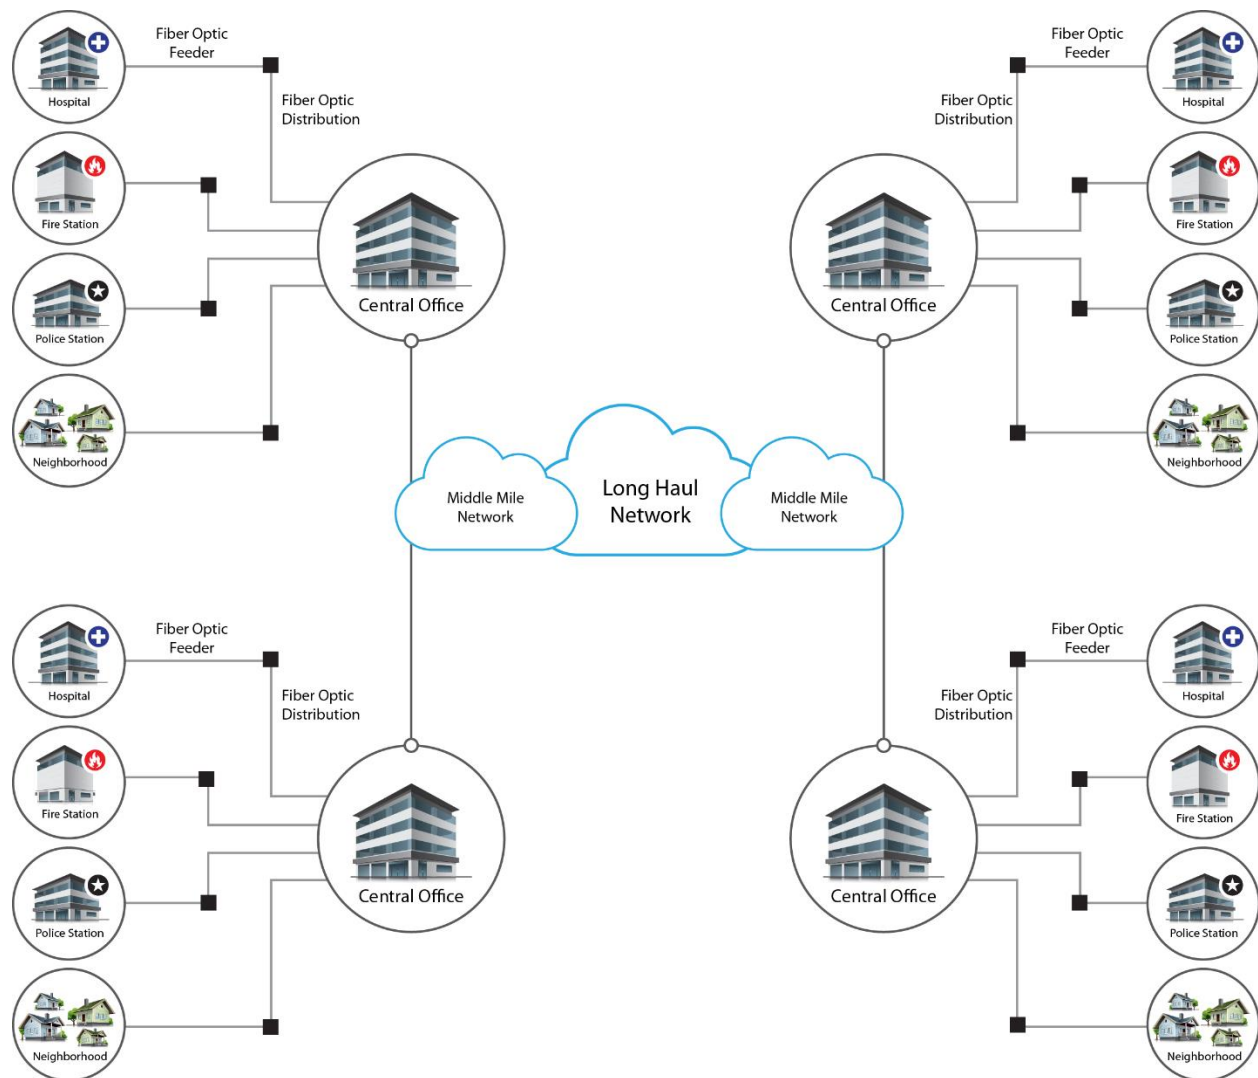 Fiber Optic
Feeder
Hospital
Fiber Optic
Distribution
Fire Station
Police Station
Neighborhood
Central Office
Fiber Optic
Feeder
Hospital
Fiber Optic
Distribution
Fire Station
Police Station
Neighborhood
Central Office
Middle Mile
Network
Long Haul
Network
Middle Mile
Network
Fiber Optic
Feeder
Hospital
Fiber Optic
Distribution
Fire Station
Police Station
Neighborhood
Central Office
Fiber Optic
Feeder
Hospital
Fiber Optic
Distribution
Fire Station
Police Station
Neighborhood
Central Office